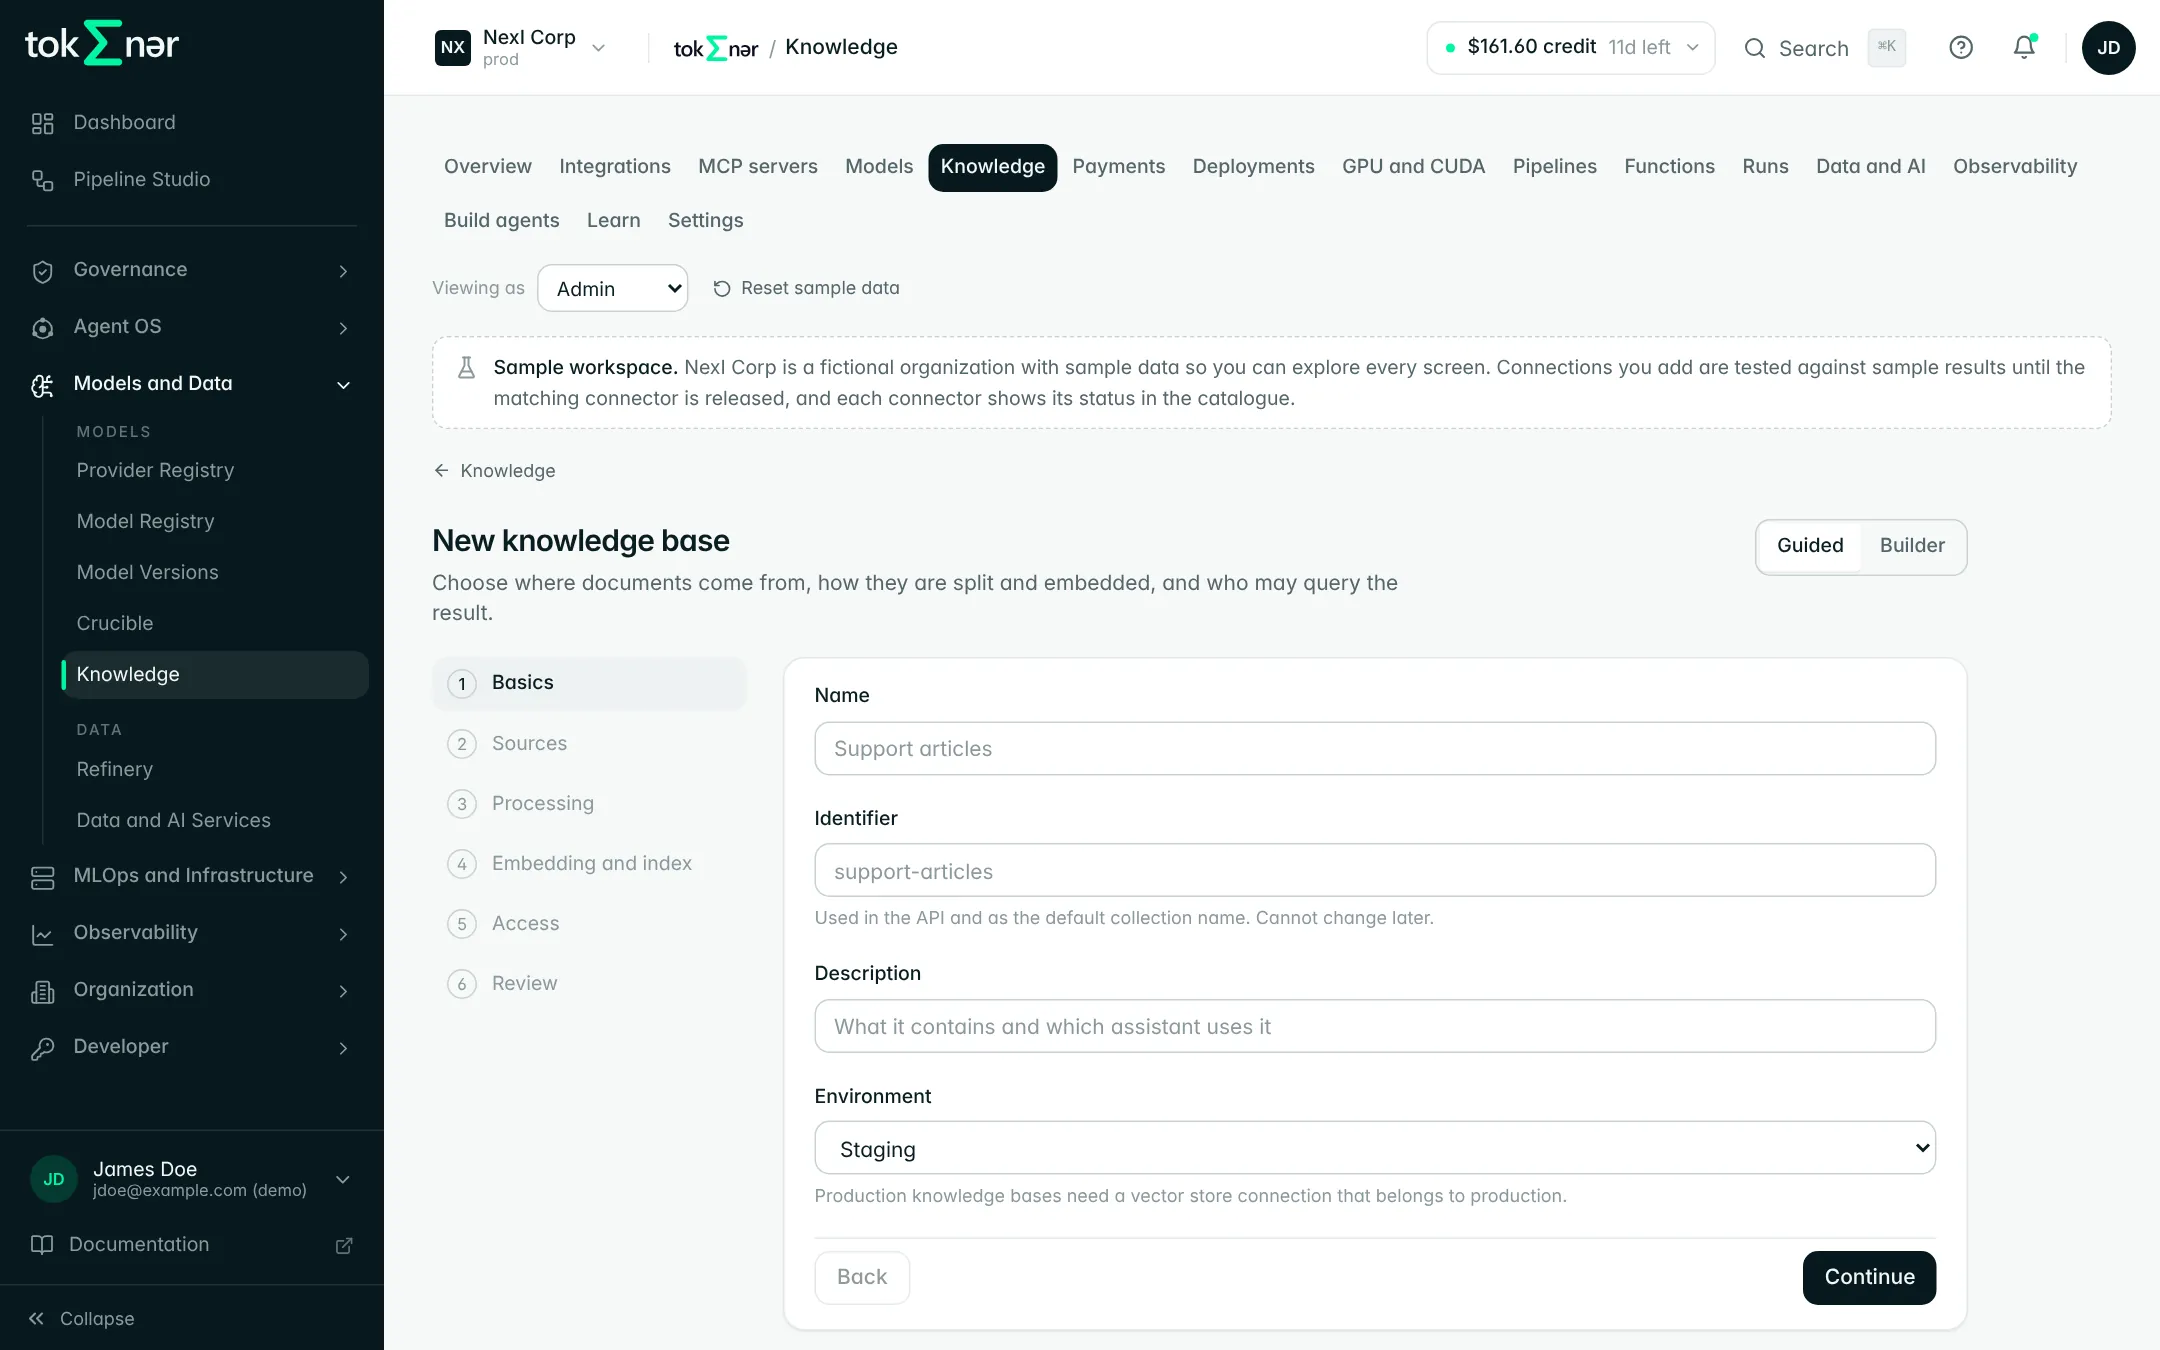 tokΣnər
Dashboard
Pipeline Studio
Governance
Agent OS
Models and Data
MODELS
Provider Registry
Model Registry
Model Versions
Crucible
Knowledge
DATA
Refinery
Data and AI Services
MLOps and Infrastructure
Observability
Organization
Developer
JD
James Doe
jdoe@example.com (demo)
Documentation
Collapse
NX
Nexl Corp
prod
tokΣnər / Knowledge
$161.60 credit 11d left
Search ⌘K
JD
Overview Integrations MCP servers Models Knowledge Payments Deployments GPU and CUDA Pipelines Functions Runs Data and AI Observability
Build agents Learn Settings
Viewing as Admin Reset sample data
Sample workspace. Nexl Corp is a fictional organization with sample data so you can explore every screen. Connections you add are tested against sample results until the
matching connector is released, and each connector shows its status in the catalogue.
Knowledge
New knowledge base
Choose where documents come from, how they are split and embedded, and who may query the
result.
Guided Builder
1 Basics
2 Sources
3 Processing
4 Embedding and index
5 Access
6 Review
Name
Support articles
Identifier
support-articles
Used in the API and as the default collection name. Cannot change later.
Description
What it contains and which assistant uses it
Environment
Staging
Production knowledge bases need a vector store connection that belongs to production.
Back
Continue